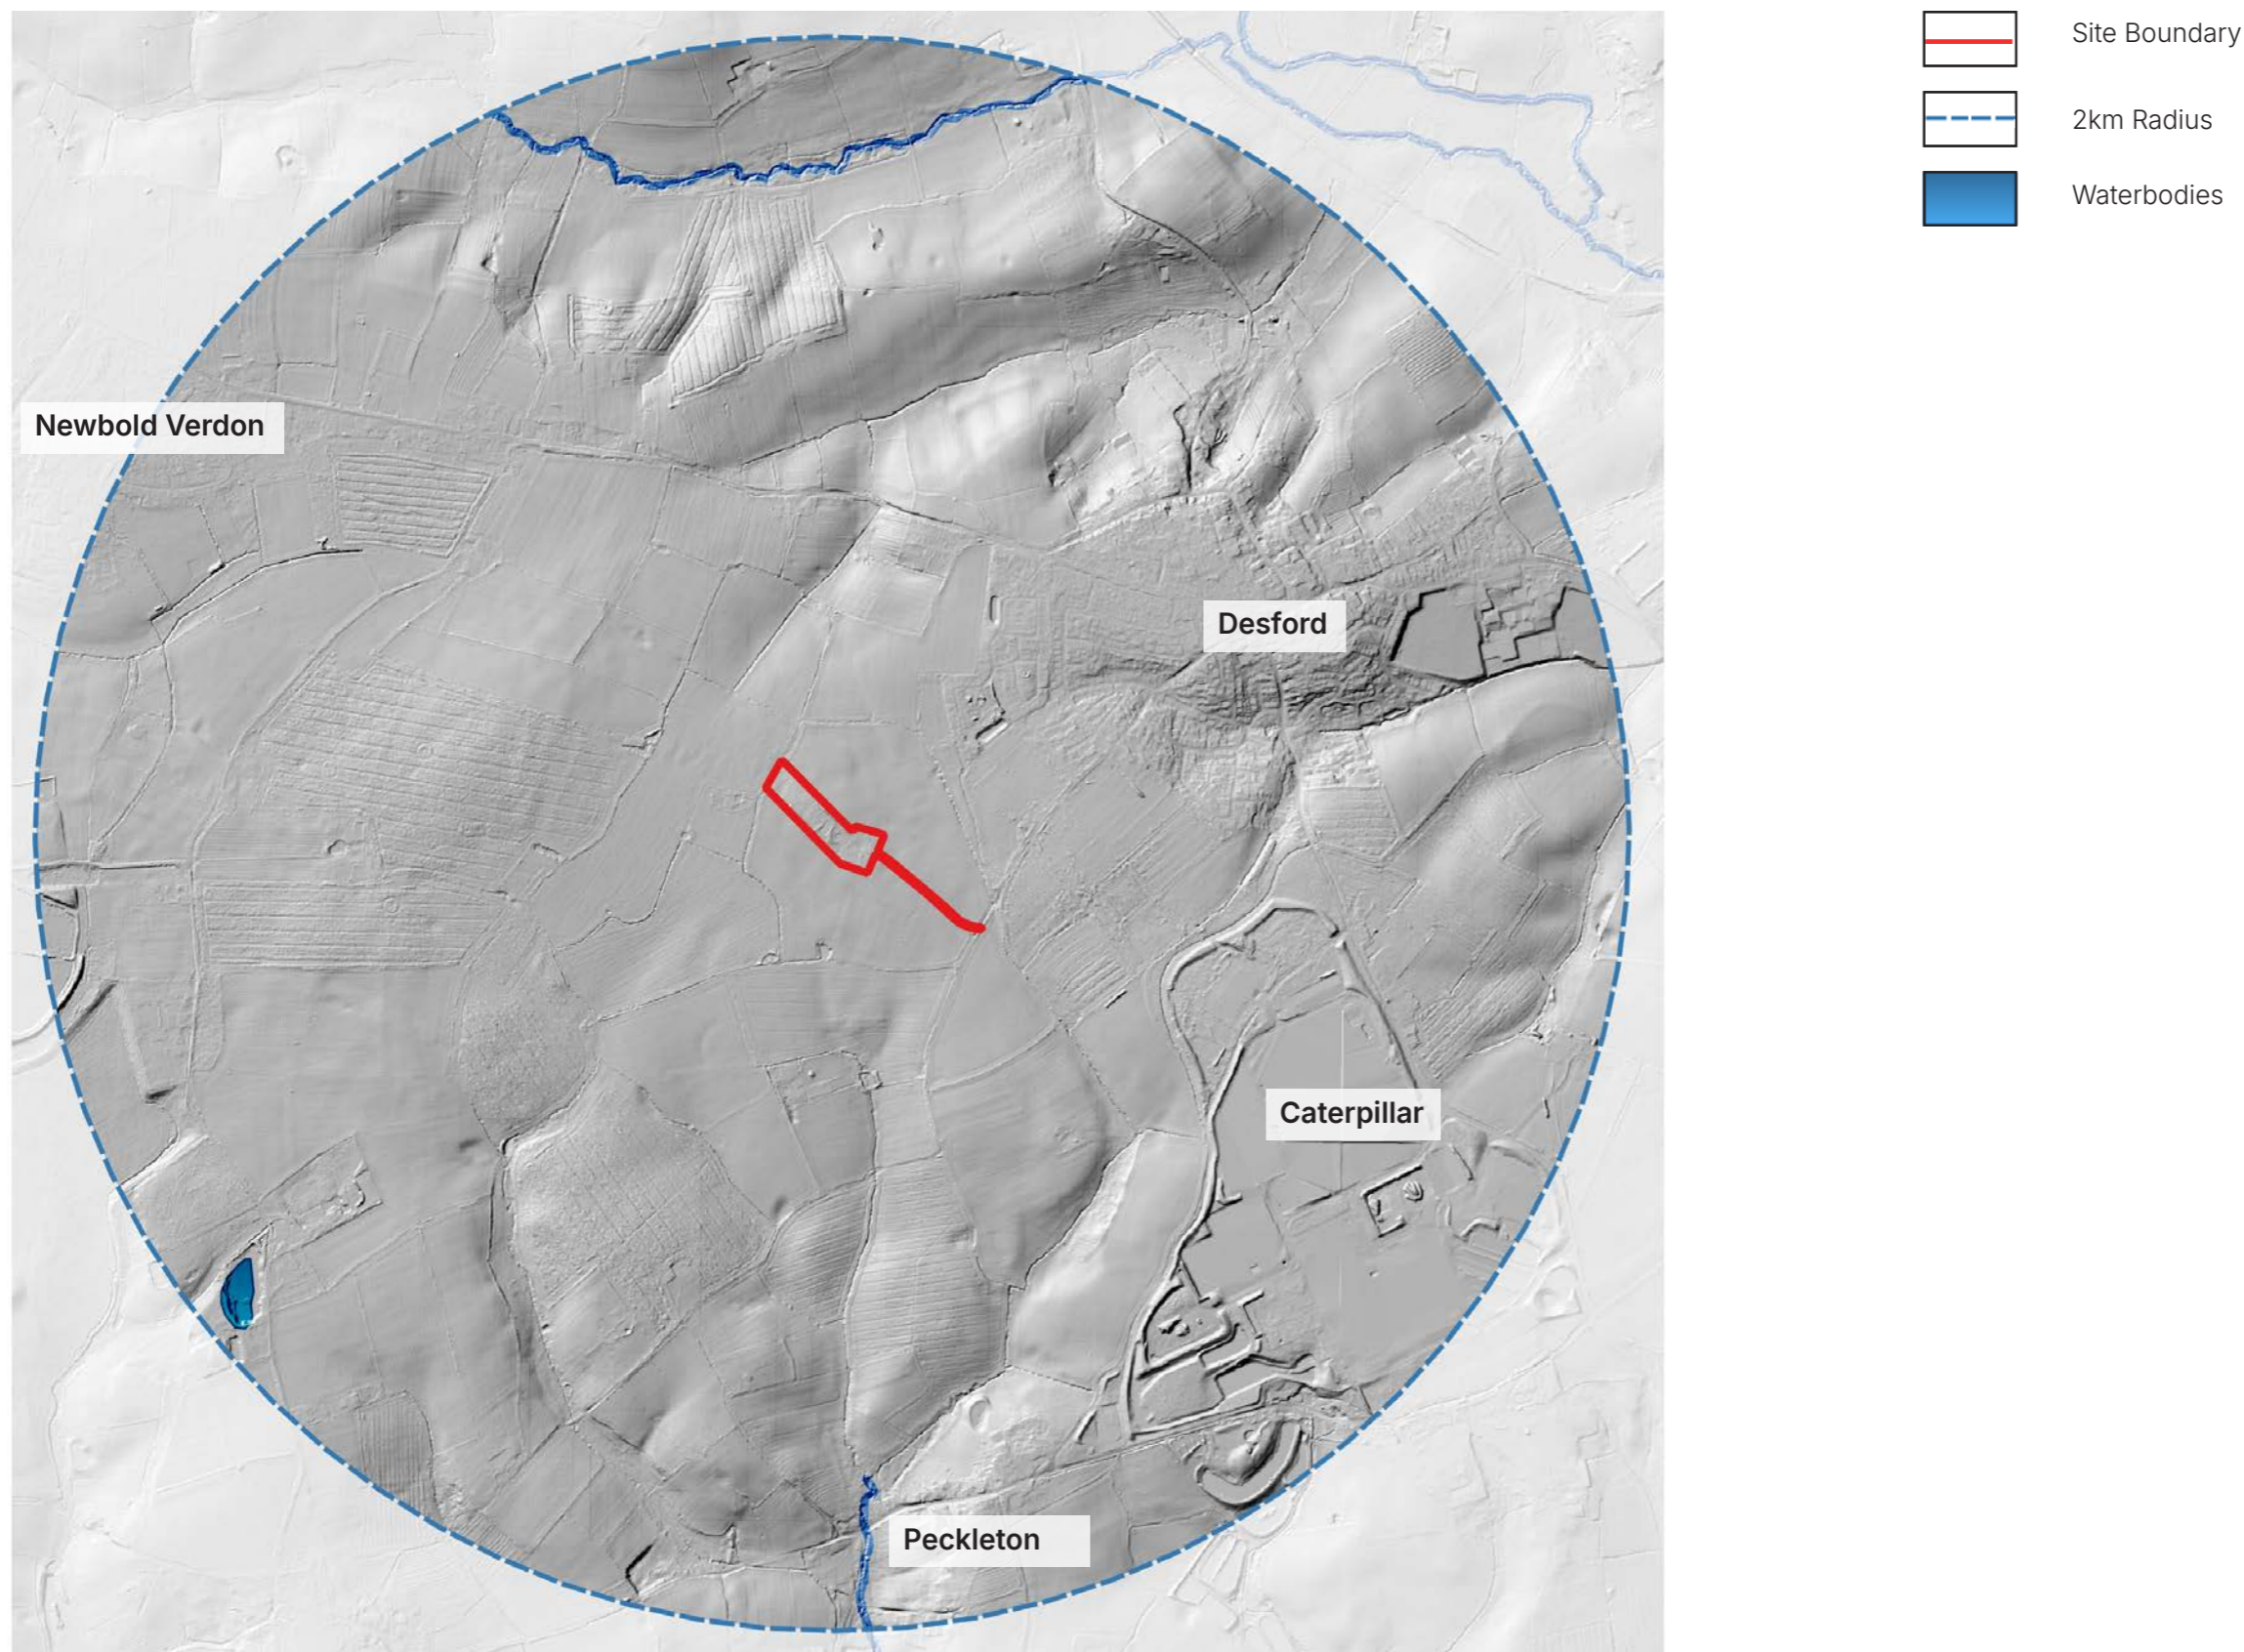 Site Boundary
2km Radius
Waterbodies
Newbold Verdon
Desford
Caterpillar
Peckleton